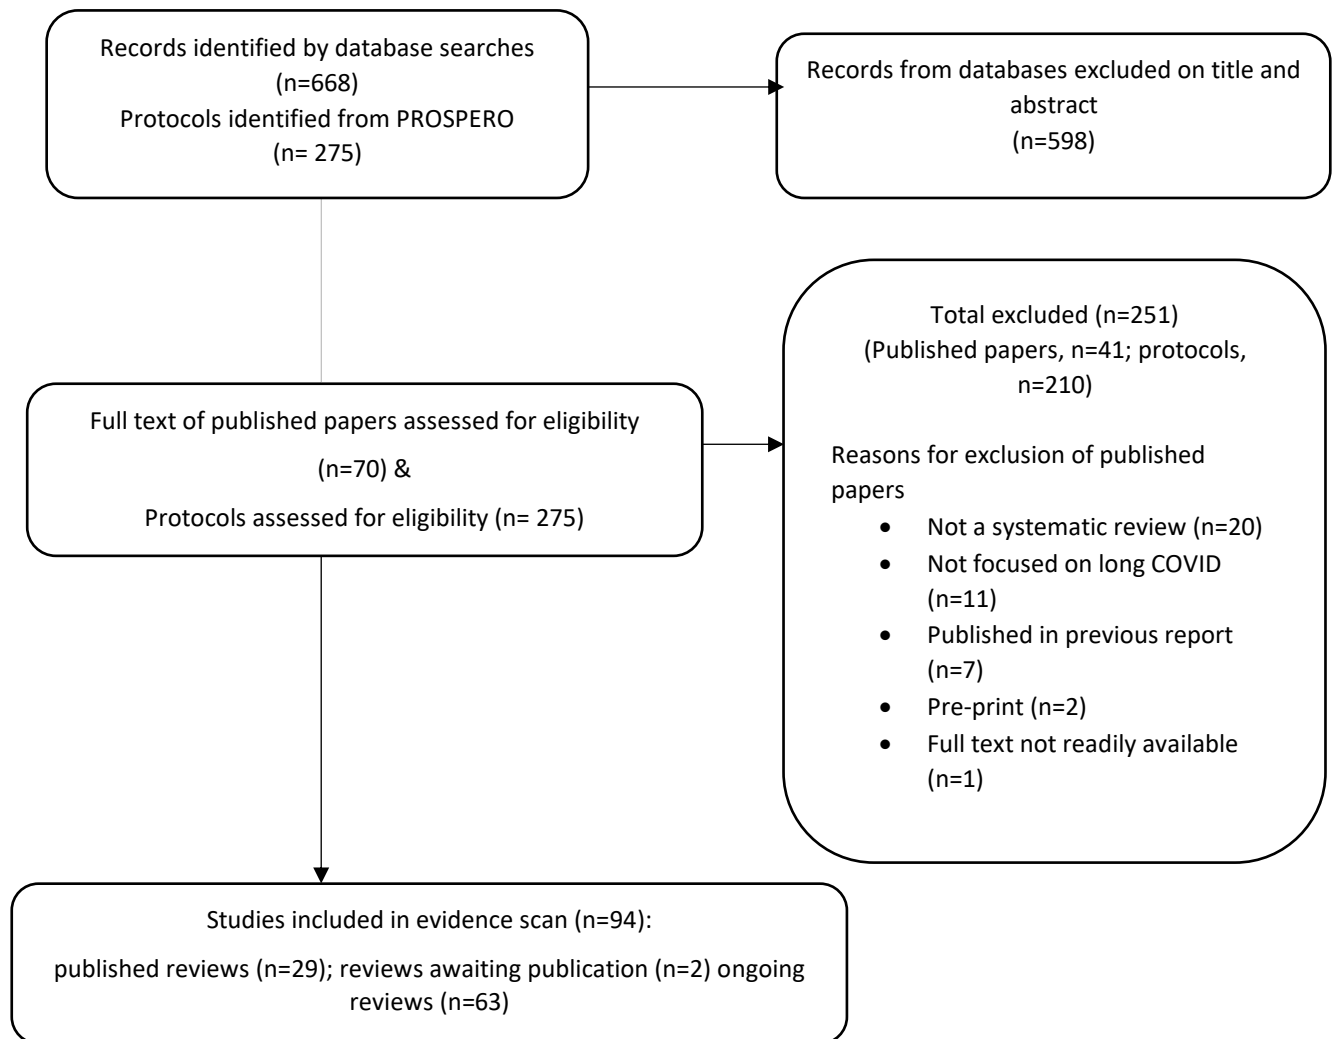 Records identified by database searches
(n=668)
Protocols identified from PROSPERO
(n= 275)
Records from databases excluded on title and
abstract
(n=598)
Total excluded (n=251)
(Published papers, n=41; protocols,
n=210)
Reasons for exclusion of published
papers
• Not a systematic review (n=20)
• Not focused on long COVID
(n=11)
• Published in previous report
(n=7)
• Pre-print (n=2)
• Full text not readily available
(n=1)
Full text of published papers assessed for eligibility
(n=70) &
Protocols assessed for eligibility (n= 275)
Studies included in evidence scan (n=94):
published reviews (n=29); reviews awaiting publication (n=2) ongoing
reviews (n=63)